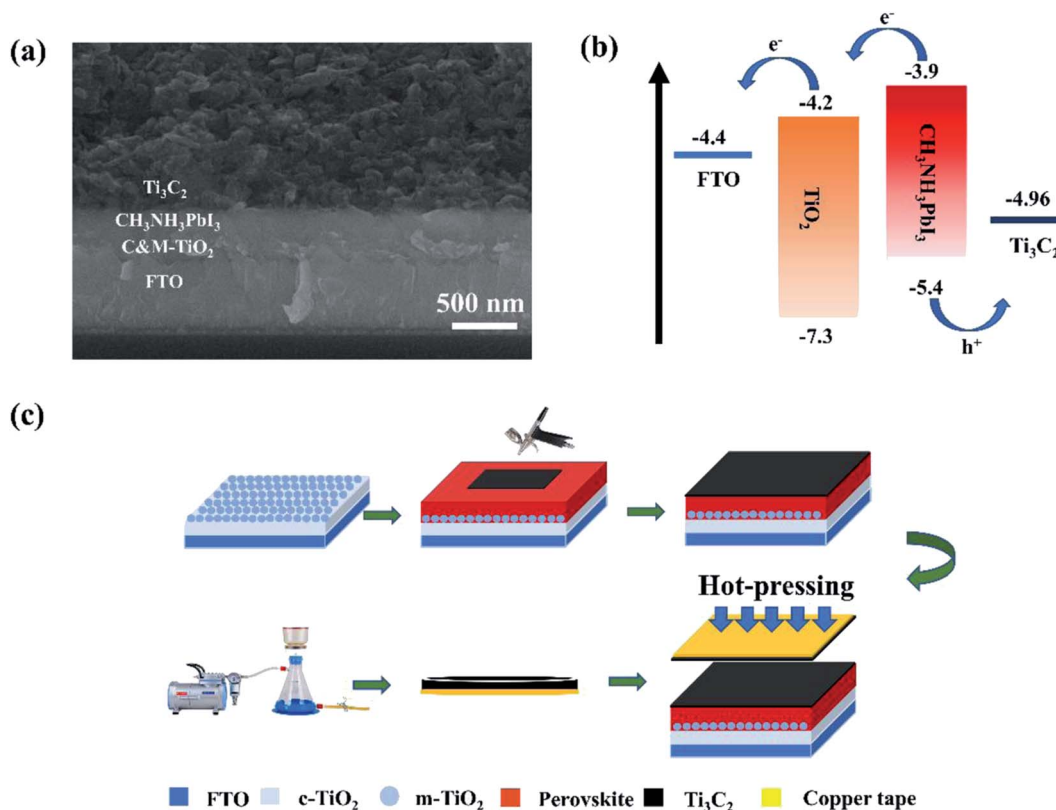 (a)
Ti₃C₂
CH₃NH₃PbI₃
C&M-TiO₂
FTO
500 nm
(b)
e⁻
e⁻
-3.9
-4.2
-4.4
FTO
TiO₂
CH₃NH₃PbI₃
-4.96
Ti₃C₂
-5.4
-7.3
h⁺
(c)
Hot-pressing
FTO c-TiO₂ m-TiO₂ Perovskite Ti₃C₂ Copper tape